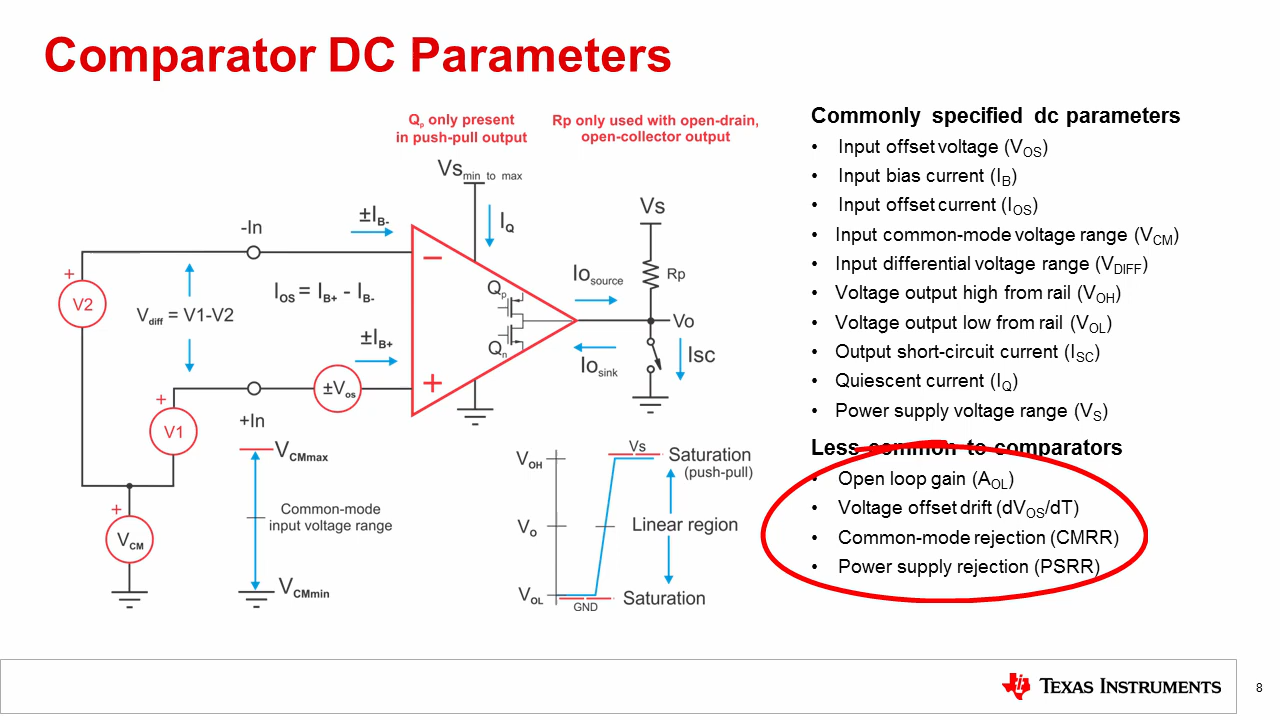 Comparator DC Parameters
Qp only present
in push-pull output
Rp only used with open-drain,
open-collector output
Vsmin to max
Vs
-In
±IB-
IQ
Iosource
Rp
+
V2
Vdiff = V1-V2
IOS = IB+ - IB-
−
Qp
Vo
Qn
±IB+
Iosink
Isc
+
±Vos
+
V1
+In
VCMmax
Common-mode
input voltage range
+
VCM
VCMmin
VOH
Vs
Saturation
(push-pull)
VO
Linear region
VOL
GND
Saturation
Commonly specified dc parameters
• Input offset voltage (VOS)
• Input bias current (IB)
• Input offset current (IOS)
• Input common-mode voltage range (VCM)
• Input differential voltage range (VDIFF)
• Voltage output high from rail (VOH)
• Voltage output low from rail (VOL)
• Output short-circuit current (ISC)
• Quiescent current (IQ)
• Power supply voltage range (VS)
Less common to comparators
• Open loop gain (AOL)
• Voltage offset drift (dVOS/dT)
• Common-mode rejection (CMRR)
• Power supply rejection (PSRR)
TEXAS INSTRUMENTS
8